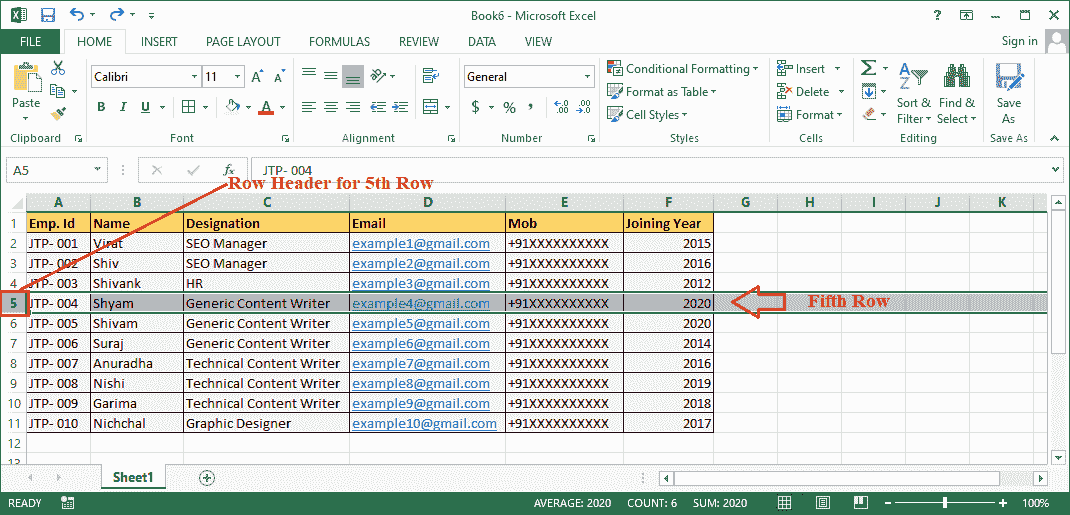 Book6 - Microsoft Excel
?
Sign in
FILE HOME INSERT PAGE LAYOUT FORMULAS REVIEW DATA VIEW
Paste
Calibri 11 A A
B I U A
General
$ % ,
Conditional Formatting
Format as Table
Cell Styles
Insert
Delete
Format
Σ
Sort & Filter
Find & Select
Save As
Clipboard Font Alignment Number Styles Cells Editing Save As
A5 fx JTP- 004
Row Header for 5th Row
A B C D E F G H I J K
1 Emp. Id Name Designation Email Mob Joining Year
2 JTP- 001 Virat SEO Manager example1@gmail.com +91XXXXXXXXXX 2015
3 JTP- 002 Shiv SEO Manager example2@gmail.com +91XXXXXXXXXX 2016
4 JTP- 003 Shivank HR example3@gmail.com +91XXXXXXXXXX 2012
5 JTP- 004 Shyam Generic Content Writer example4@gmail.com +91XXXXXXXXXX 2020 Fifth Row
6 JTP- 005 Shivam Generic Content Writer example5@gmail.com +91XXXXXXXXXX 2020
7 JTP- 006 Suraj Generic Content Writer example6@gmail.com +91XXXXXXXXXX 2014
8 JTP- 007 Anuradha Technical Content Writer example7@gmail.com +91XXXXXXXXXX 2016
9 JTP- 008 Nishi Technical Content Writer example8@gmail.com +91XXXXXXXXXX 2019
10 JTP- 009 Garima Technical Content Writer example9@gmail.com +91XXXXXXXXXX 2018
11 JTP- 010 Nichchal Graphic Designer example10@gmail.com +91XXXXXXXXXX 2017
12
13
Sheet1
READY AVERAGE: 2020 COUNT: 6 SUM: 2020 100%